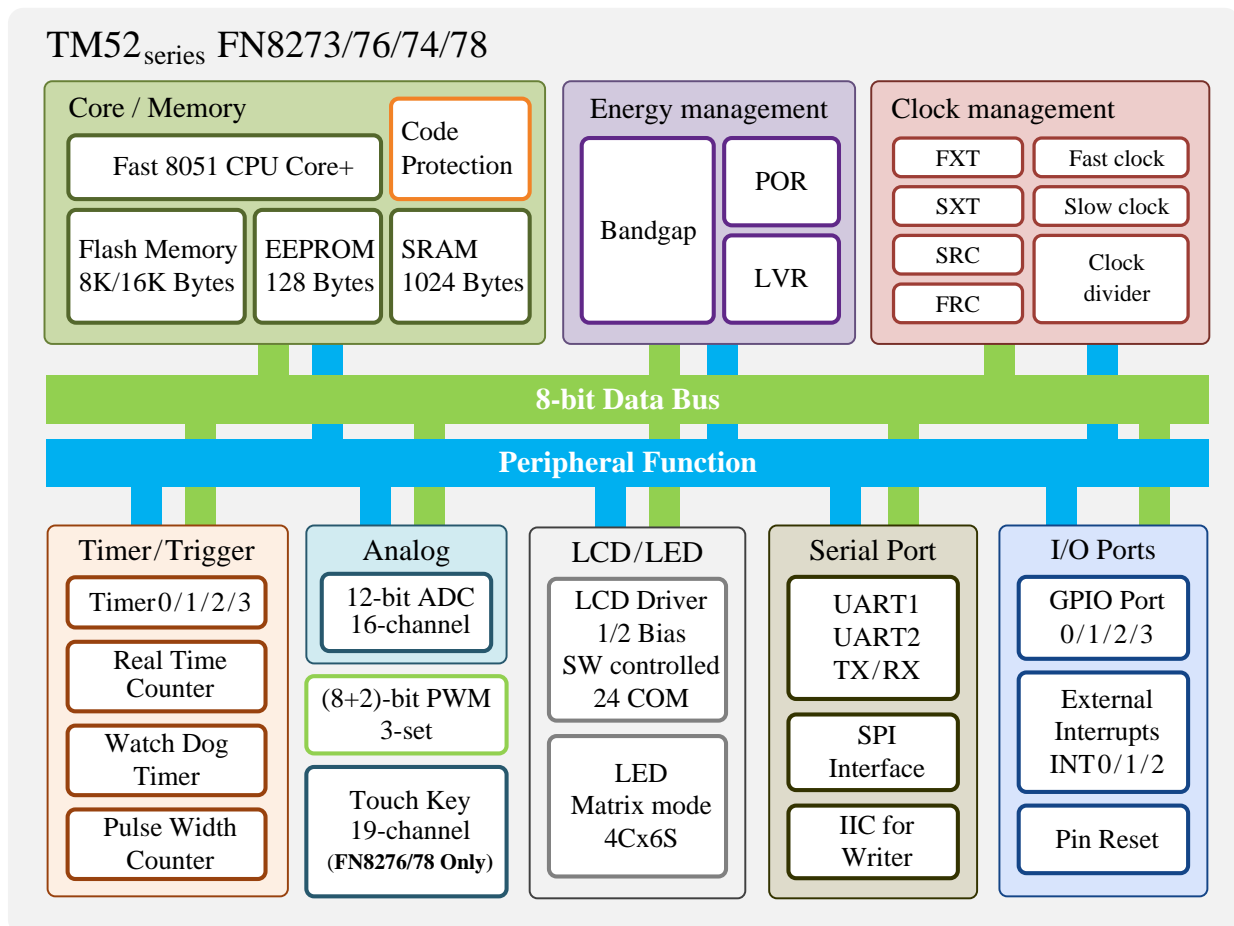 TM52series FN8273/76/74/78
Core / Memory
Fast 8051 CPU Core+
Code
Protection
Flash Memory
8K/16K Bytes
EEPROM
128 Bytes
SRAM
1024 Bytes
Energy management
Bandgap
POR
LVR
Clock management
FXT
SXT
SRC
FRC
Fast clock
Slow clock
Clock
divider
8-bit Data Bus
Peripheral Function
Timer/Trigger
Timer0/1/2/3
Real Time
Counter
Watch Dog
Timer
Pulse Width
Counter
Analog
12-bit ADC
16-channel
(8+2)-bit PWM
3-set
Touch Key
19-channel
(FN8276/78 Only)
LCD/LED
LCD Driver
1/2 Bias
SW controlled
24 COM
LED
Matrix mode
4Cx6S
Serial Port
UART1
UART2
TX/RX
SPI
Interface
IIC for
Writer
I/O Ports
GPIO Port
0/1/2/3
External
Interrupts
INT0/1/2
Pin Reset